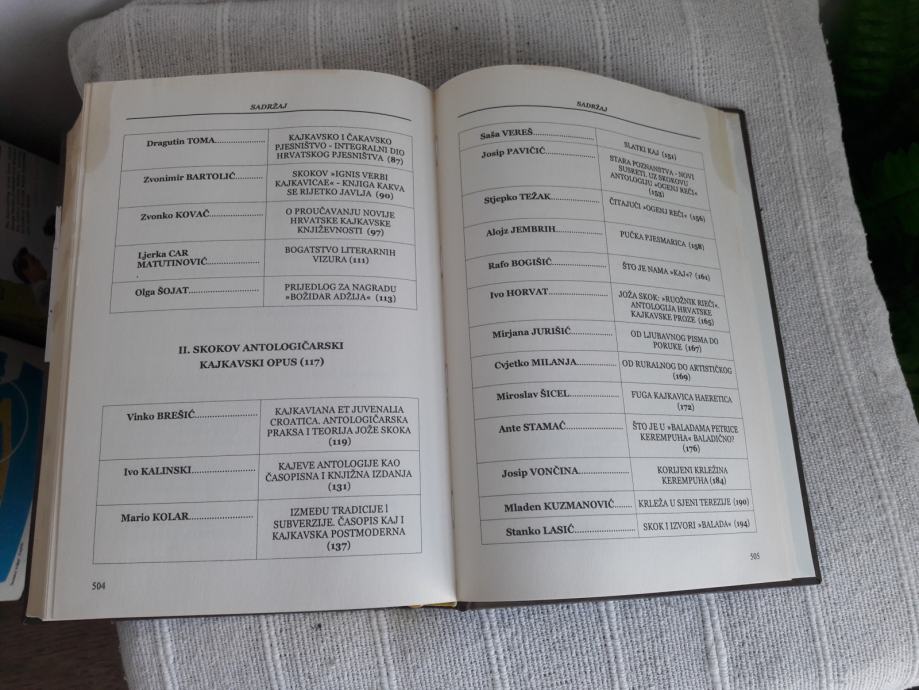 SADRŽAJ
Dragutin TOMA
KAJKAVSKO I ČAKAVSKO
PJESNIŠTVO - INTEGRALNI DIO
HRVATSKOG PJESNIŠTVA (87)
Zvonimir BARTOLIĆ
SKOKOV »IGNIS VERBI
KAJKAVICAE« - KNJIGA KAKVA
SE RIJETKO JAVLJA (90)
Zvonko KOVAČ
O PROUČAVANJU NOVIJE
HRVATSKE KAJKAVSKE
KNJIŽEVNOSTI (97)
Ljerka CAR
MATUTINOVIĆ
BOGATSTVO LITERARNIH
VIZURA (111)
Olga ŠOJAT
PRIJEDLOG ZA NAGRADU
»BOŽIDAR ADŽIJA« (113)
II. SKOKOV ANTOLOGIČARSKI
KAJKAVSKI OPUS (117)
Vinko BREŠIĆ
KAJKAVIANA ET JUVENALIA
CROATICA. ANTOLOGIČARSKA
PRAKSA I TEORIJA JOŽE SKOKA
(119)
Ivo KALINSKI
KAJEVE ANTOLOGIJE KAO
ČASOPISNA I KNJIŽNA IZDANJA
(131)
Mario KOLAR
IZMEĐU TRADICIJE I
SUBVERZIJE. ČASOPIS KAJ I
KAJKAVSKA POSTMODERNA
(137)
504
SADRŽAJ
Saša VEREŠ
SLATKI KAJ (151)
Josip PAVIČIĆ
STARA POZNANSTVA - NOVI
SUSRETI. UZ SKOKOVU
ANTOLOGIJU »OGENJ REČI«
(153)
Stjepko TEŽAK
ČITAJUĆI »OGENJ REČI« (156)
Alojz JEMBRIH
PUČKA PJESMARICA (158)
Rafo BOGIŠIĆ
ŠTO JE NAMA »KAJ«? (161)
Ivo HORVAT
JOŽA SKOK: »RUOŽNIK RIEČI«.
ANTOLOGIJA HRVATSKE
KAJKAVSKE PROZE (165)
Mirjana JURIŠIĆ
OD LJUBAVNOG PISMA DO
PORUKE (167)
Cvjetko MILANJA
OD RURALNOG DO ARTISTIČKOG
(169)
Miroslav ŠICEL
FUGA KAJKAVICA HAERETICA
(172)
Ante STAMAĆ
ŠTO JE U »BALADAMA PETRICE
KEREMPUHA« BALADIČNO?
(176)
Josip VONČINA
KORIJENI KRLEŽINA
KEREMPUHA (184)
Mladen KUZMANOVIĆ
KRLEŽA U SJENI TEREZIJE (190)
Stanko LASIĆ
SKOK I IZVORI »BALADA« (194)
505